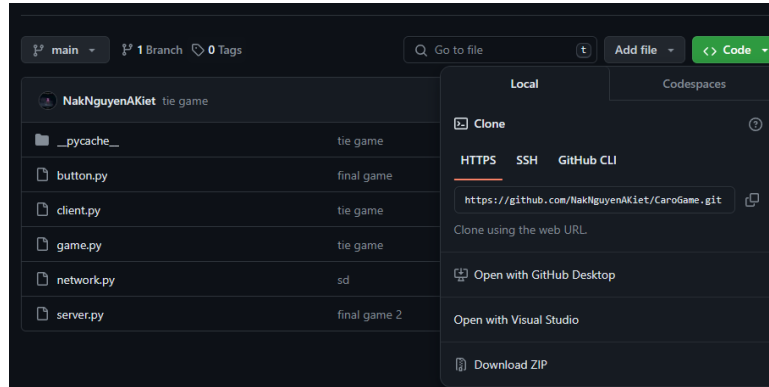 main 1 Branch 0 Tags Go to file t Add file <> Code
Local Codespaces
NakNguyenAKiet tie game
Clone
__pycache__ tie game
HTTPS SSH GitHub CLI
button.py final game
https://github.com/NakNguyenAKiet/CaroGame.git
client.py tie game
Clone using the web URL.
game.py tie game
Open with GitHub Desktop
network.py sd
server.py final game 2
Open with Visual Studio
Download ZIP